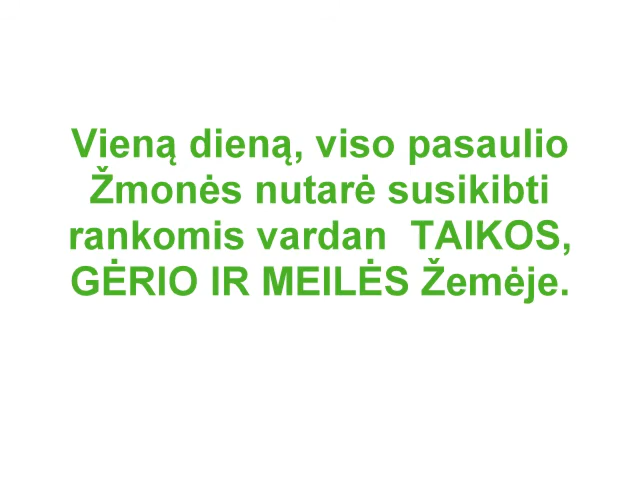 Vieną dieną, viso pasaulio
Žmonės nutarė susikibti
rankomis vardan  TAIKOS,
GĖRIO IR MEILĖS Žemėje.